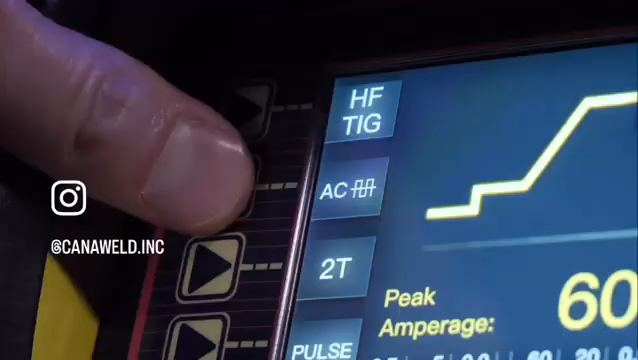 HF
TIG
AC
2T
Peak
Amperage:
60
PULSE
@CANAWELD.INC